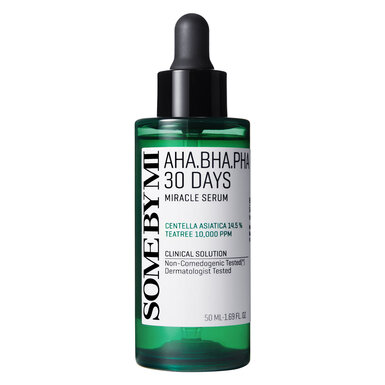 SOME BY MI
AHA.BHA.PHA
30 DAYS
MIRACLE SERUM
CENTELLA ASIATICA 14.5 %
TEATREE 10,000 PPM
CLINICAL SOLUTION
Non-Comedogenic Tested(*)
Dermatologist Tested
50 ML-1.69 FL. OZ